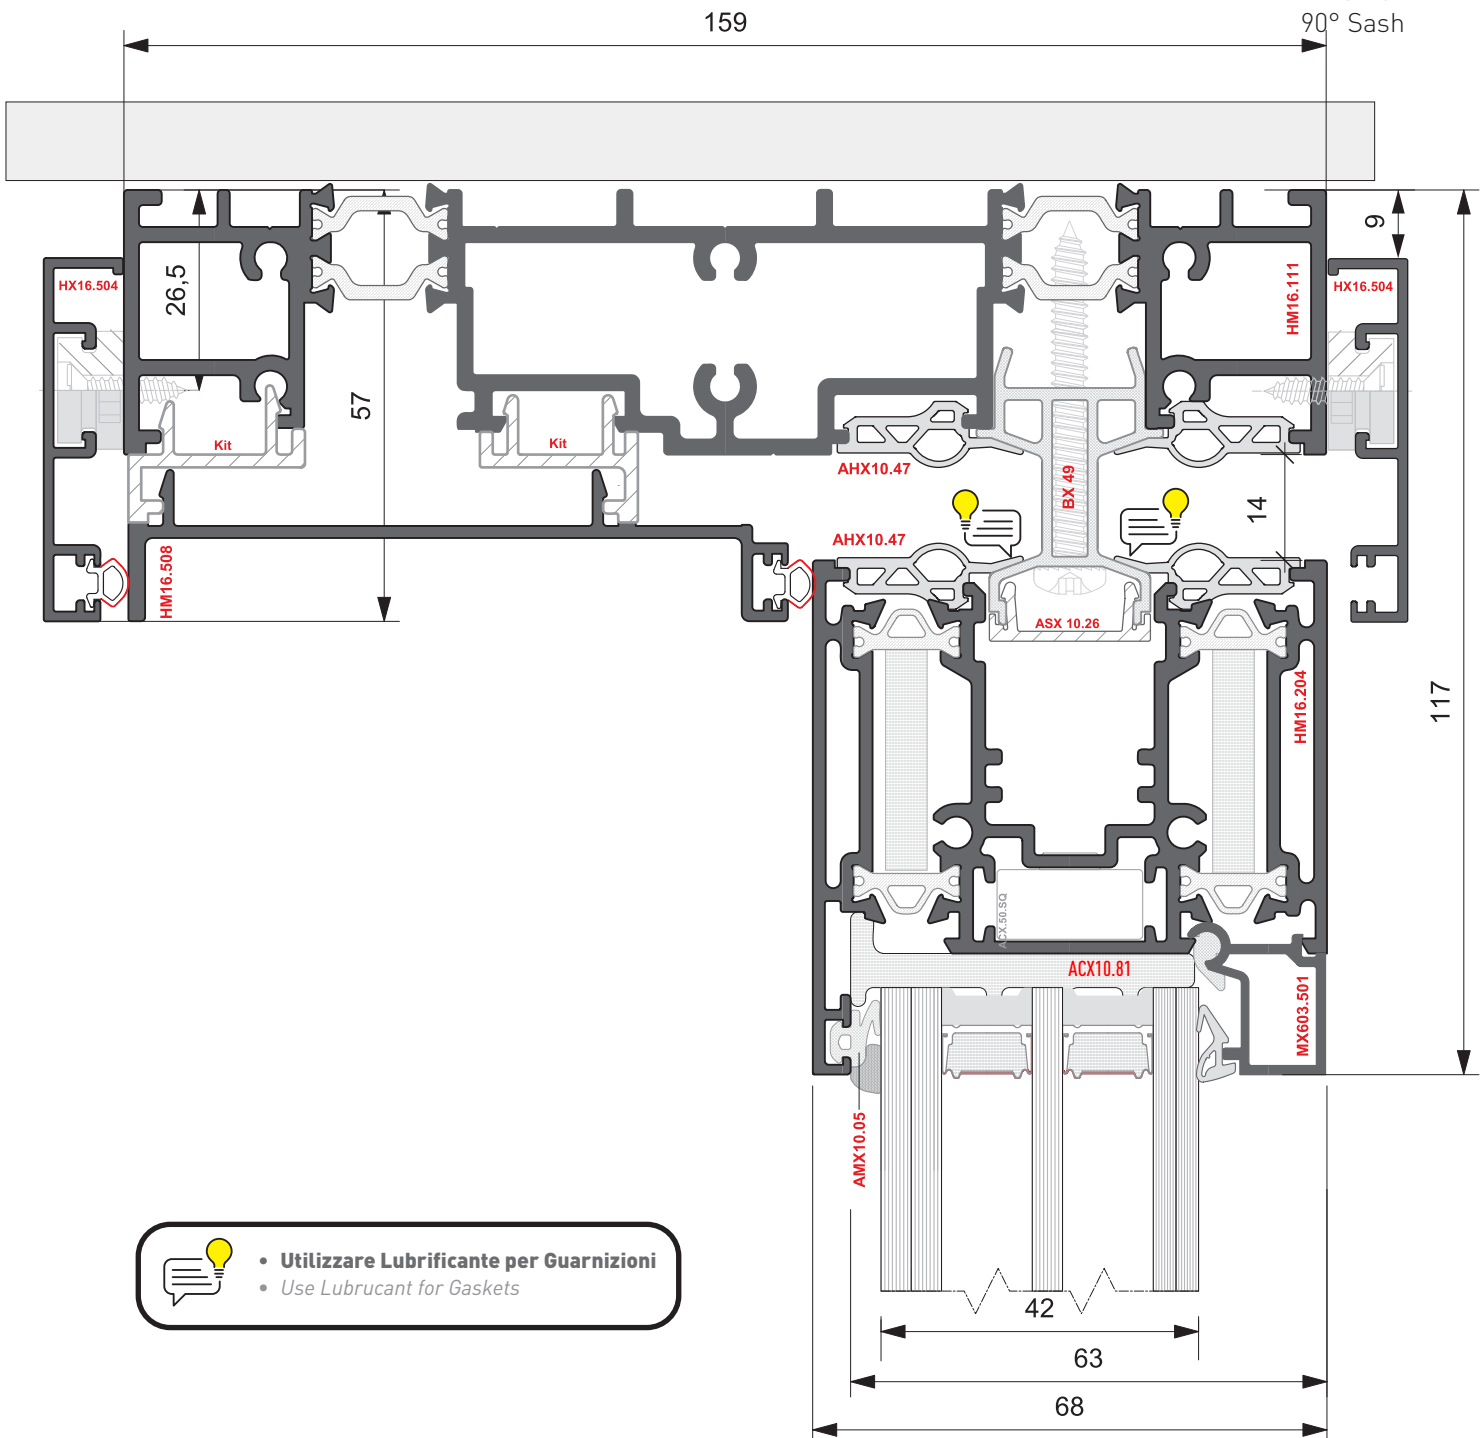 159
90° Sash
9
26,5
HX16.504
HM16.111
HX16.504
57
Kit
Kit
AHX10.47
BX 49
14
AHX10.47
HM16.508
ASX 10.26
HM16.204
117
ACX.50.SQ
ACX10.81
MX603.501
AMX10.05
• Utilizzare Lubrificante per Guarnizioni
• Use Lubrucant for Gaskets
42
63
68